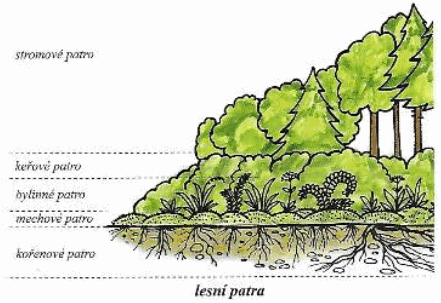 stromové patro
keřové patro
bylinné patro
mechové patro
kořenové patro
lesní patra